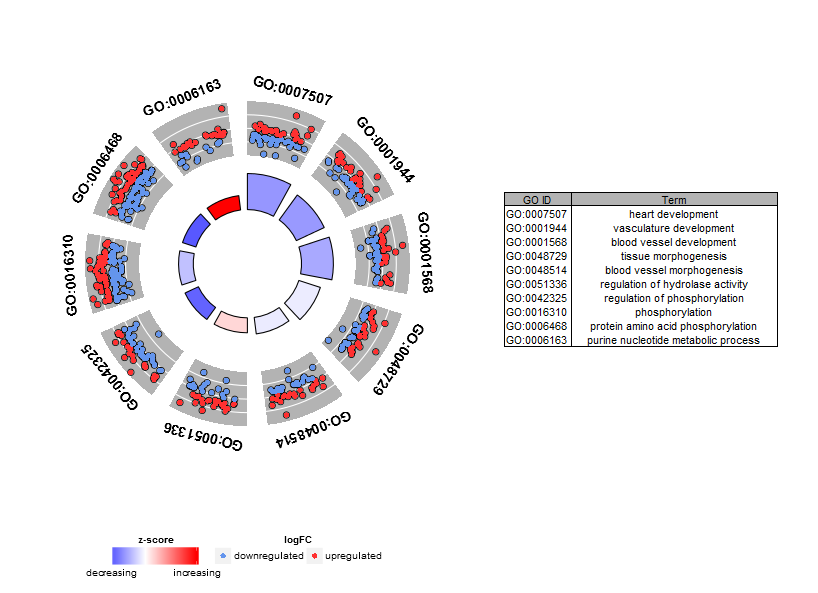 GO:0006163
GO:0007507
GO:0006468
GO:0001944
GO:0016310
GO:0001568
GO:0042325
GO:0048729
GO:0051336
GO:0048514
GO ID Term
GO:0007507 heart development
GO:0001944 vasculature development
GO:0001568 blood vessel development
GO:0048729 tissue morphogenesis
GO:0048514 blood vessel morphogenesis
GO:0051336 regulation of hydrolase activity
GO:0042325 regulation of phosphorylation
GO:0016310 phosphorylation
GO:0006468 protein amino acid phosphorylation
GO:0006163 purine nucleotide metabolic process
z-score logFC
downregulated upregulated
decreasing increasing